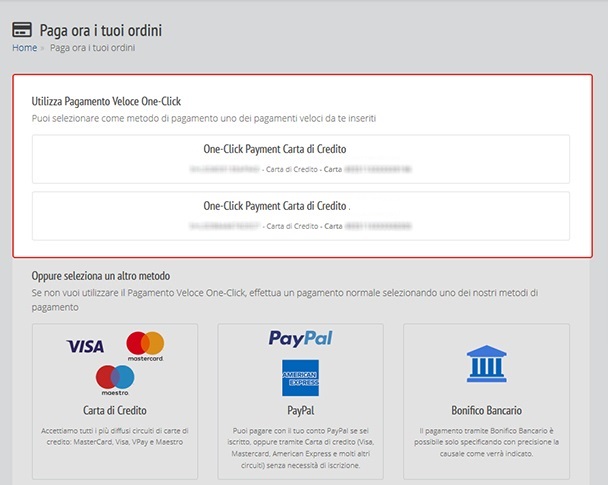 Paga ora i tuoi ordini
Home » Paga ora i tuoi ordini
Utilizza Pagamento Veloce One-Click
Puoi selezionare come metodo di pagamento uno dei pagamenti veloci da te inseriti
One-Click Payment Carta di Credito
- Carta di Credito - Carta
One-Click Payment Carta di Credito
- Carta di Credito - Carta
Oppure seleziona un altro metodo
Se non vuoi utilizzare il Pagamento Veloce One-Click, effettua un pagamento normale selezionando uno dei nostri metodi di
pagamento
VISA
mastercard.
maestro.
Carta di Credito
Accettiamo tutti i più diffusi circuiti di carte di
credito: MasterCard, Visa, VPay e Maestro
PayPal
AMERICAN
EXPRESS
PayPal
Puoi pagare con il tuo conto PayPal se sei
iscritto, oppure tramite Carta di credito (Visa,
Mastercard, American Express e molti altri
circuiti) senza necessità di iscrizione.
Bonifico Bancario
Il pagamento tramite Bonifico Bancario è
possibile solo specificando con precisione la
causale come verrà indicato.